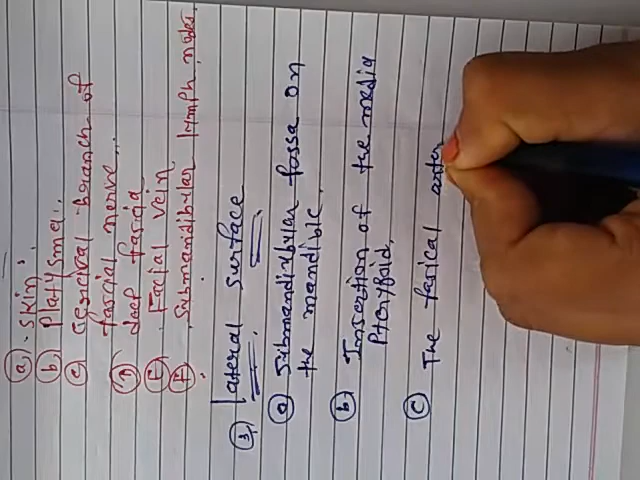 (a) . Skin .
(b) Platysma .
(c) cervical branch of
facial nerve .
(D) deep fascia
(E) . Facial vein
(F) . Submandibular lymph nodes.
(3) lateral surface
(a) Submandibular fossa on
the mandible .
(b) Insertion of the media
Pterygoid.
(c) The facical arter